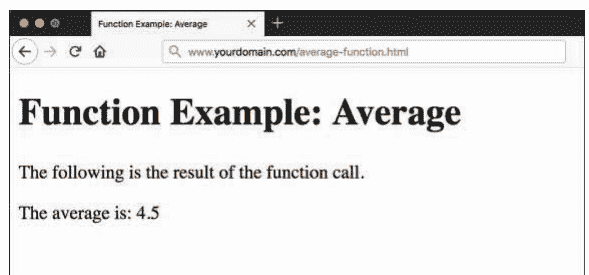 Function Example: Average
www.yourdomain.com/average-function.html
Function Example: Average
The following is the result of the function call.
The average is: 4.5